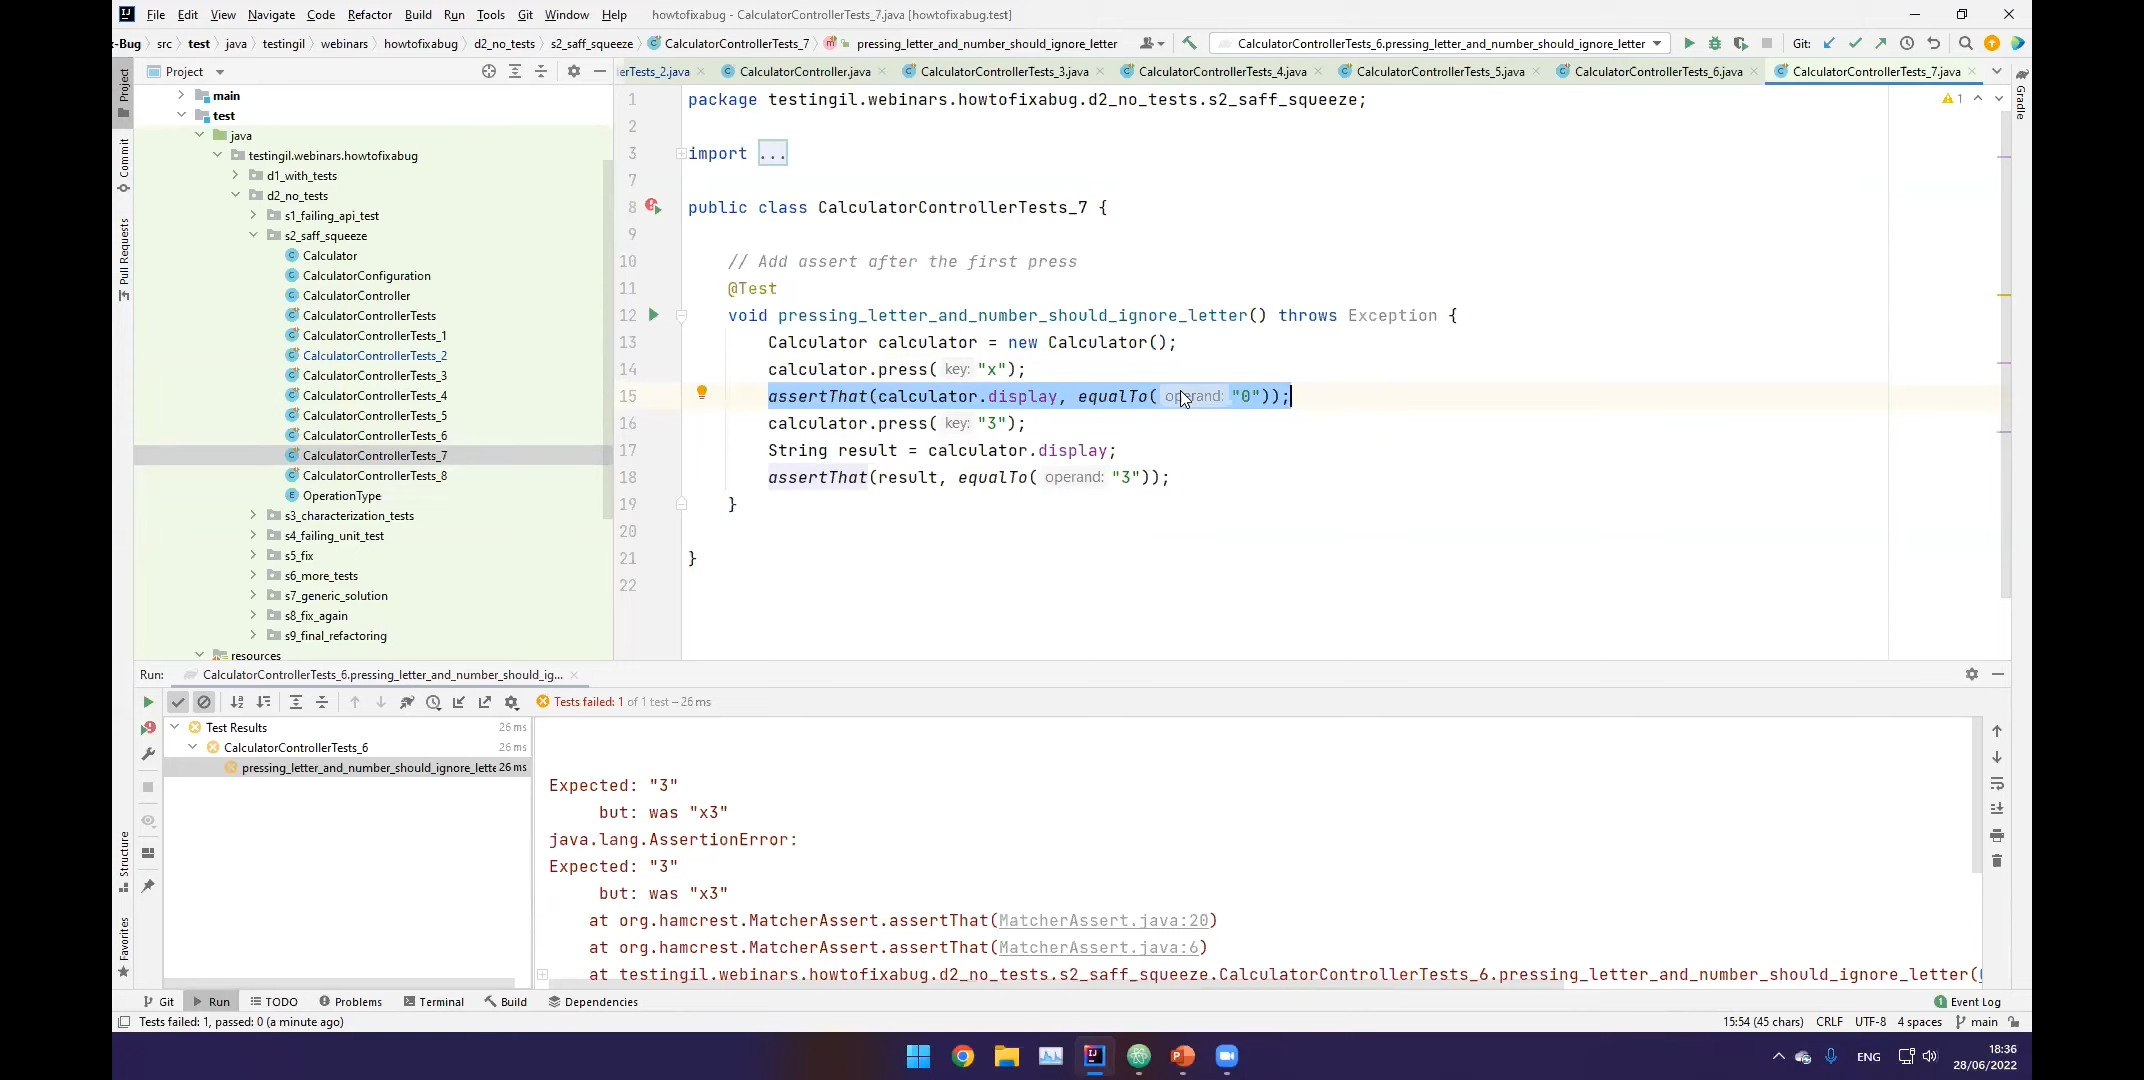 File Edit View Navigate Code Refactor Build Run Tools Git Window Help howtofixabug - CalculatorControllerTests_7.java [howtofixabug.test]
x-Bug src test java testingil webinars howtofixabug d2_no_tests s2_saff_squeeze CalculatorControllerTests_7 pressing_letter_and_number_should_ignore_letter CalculatorControllerTests_6.pressing_letter_and_number_should_ignore_letter Git:
Project erTests_2.java CalculatorController.java CalculatorControllerTests_3.java CalculatorControllerTests_4.java CalculatorControllerTests_5.java CalculatorControllerTests_6.java CalculatorControllerTests_7.java
Project
Commit
Pull Requests
Structure
Favorites
Gradle
main
test
java
testingil.webinars.howtofixabug
d1_with_tests
d2_no_tests
s1_failing_api_test
s2_saff_squeeze
Calculator
CalculatorConfiguration
CalculatorController
CalculatorControllerTests
CalculatorControllerTests_1
CalculatorControllerTests_2
CalculatorControllerTests_3
CalculatorControllerTests_4
CalculatorControllerTests_5
CalculatorControllerTests_6
CalculatorControllerTests_7
CalculatorControllerTests_8
OperationType
s3_characterization_tests
s4_failing_unit_test
s5_fix
s6_more_tests
s7_generic_solution
s8_fix_again
s9_final_refactoring
resources
1 package testingil.webinars.howtofixabug.d2_no_tests.s2_saff_squeeze; 1
2
3 import ...
7
8 public class CalculatorControllerTests_7 {
9
10 // Add assert after the first press
11 @Test
12 void pressing_letter_and_number_should_ignore_letter() throws Exception {
13 Calculator calculator = new Calculator();
14 calculator.press( key: "x");
15 assertThat(calculator.display, equalTo( operand: "0"));
16 calculator.press( key: "3");
17 String result = calculator.display;
18 assertThat(result, equalTo( operand: "3"));
19 }
20
21 }
22
Run: CalculatorControllerTests_6.pressing_letter_and_number_should_ig...
Tests failed: 1 of 1 test – 26 ms
Test Results 26 ms
CalculatorControllerTests_6 26 ms
pressing_letter_and_number_should_ignore_lette 26 ms
Expected: "3"
but: was "x3"
java.lang.AssertionError:
Expected: "3"
but: was "x3"
at org.hamcrest.MatcherAssert.assertThat(MatcherAssert.java:20)
at org.hamcrest.MatcherAssert.assertThat(MatcherAssert.java:6)
at testingil.webinars.howtofixabug.d2_no_tests.s2_saff_squeeze.CalculatorControllerTests_6.pressing_letter_and_number_should_ignore_letter(
Git Run TODO Problems Terminal Build Dependencies 1 Event Log
Tests failed: 1, passed: 0 (a minute ago) 15:54 (45 chars) CRLF UTF-8 4 spaces main
ENG 18:36
28/06/2022